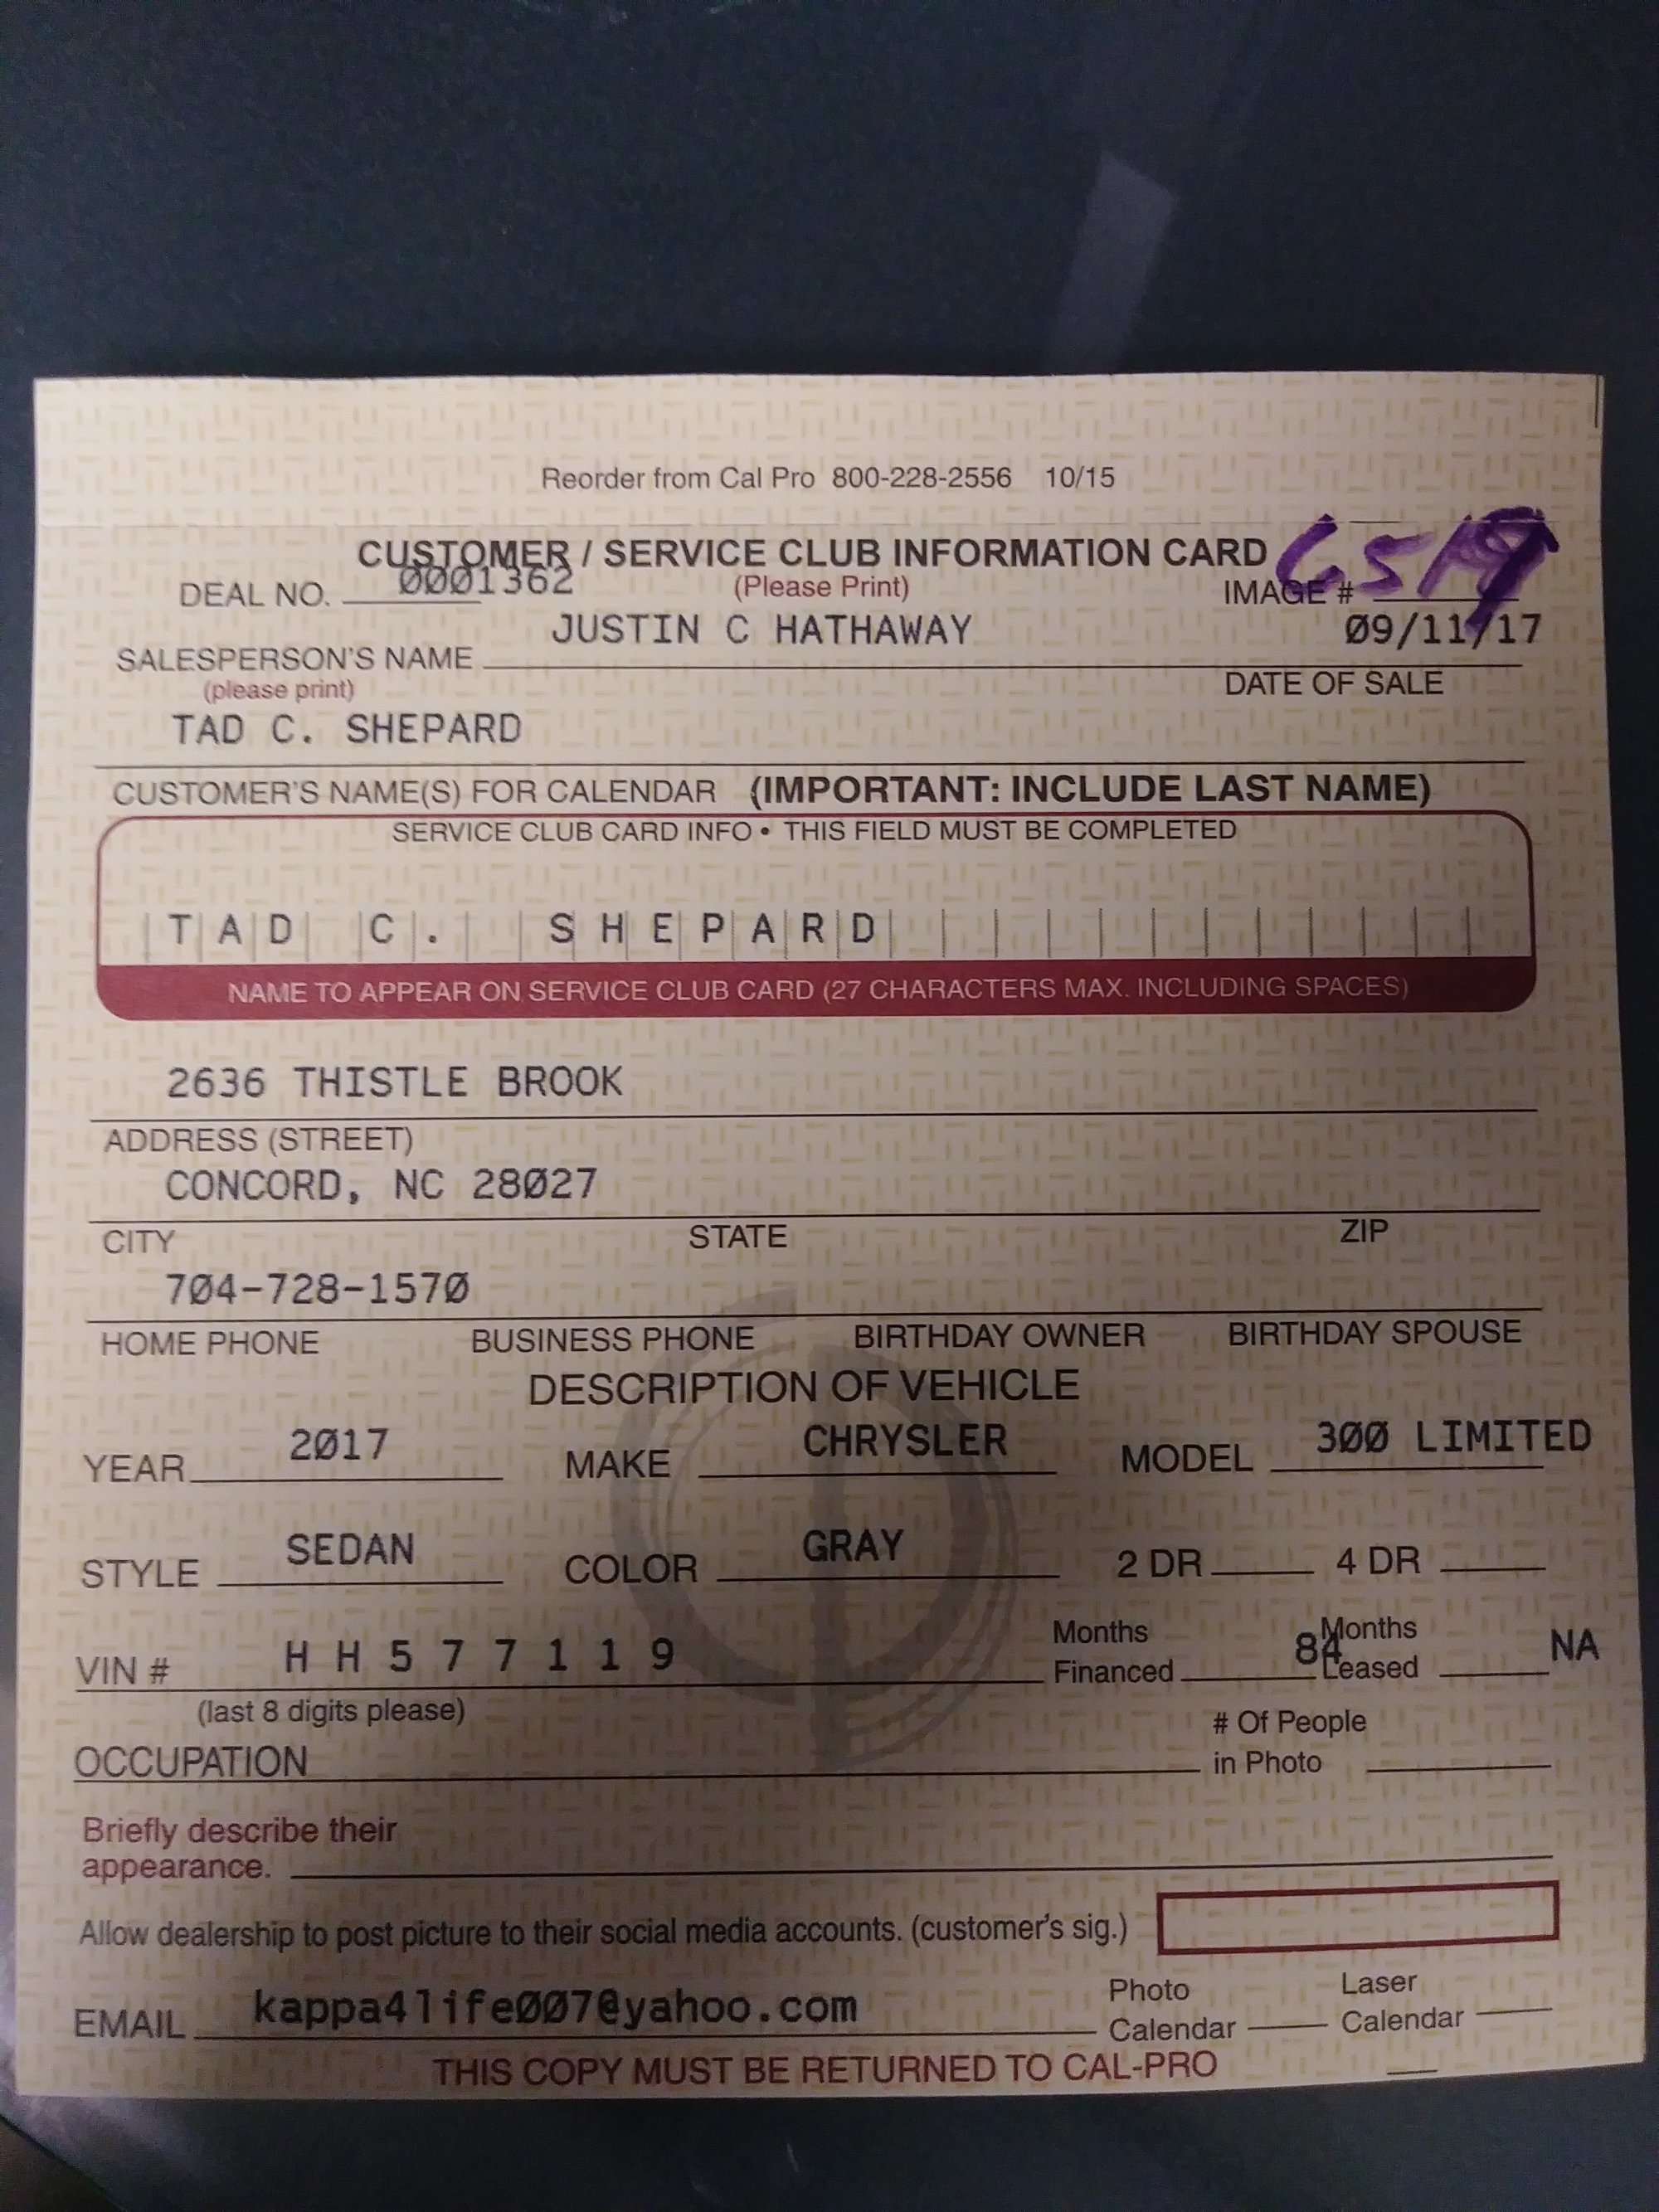 Reorder from Cal Pro 800-228-2556 10/15
CUSTOMER / SERVICE CLUB INFORMATION CARD
DEAL NO. 0001362 (Please Print) IMAGE #
JUSTIN C HATHAWAY 09/11/17
SALESPERSON'S NAME
(please print) DATE OF SALE
TAD C. SHEPARD
CUSTOMER'S NAME(S) FOR CALENDAR (IMPORTANT: INCLUDE LAST NAME)
SERVICE CLUB CARD INFO • THIS FIELD MUST BE COMPLETED
TAD C. SHEPARD
NAME TO APPEAR ON SERVICE CLUB CARD (27 CHARACTERS MAX. INCLUDING SPACES)
2636 THISTLE BROOK
ADDRESS (STREET)
CONCORD, NC 28027
CITY STATE ZIP
704-728-1570
HOME PHONE BUSINESS PHONE BIRTHDAY OWNER BIRTHDAY SPOUSE
DESCRIPTION OF VEHICLE
YEAR 2017 MAKE CHRYSLER MODEL 300 LIMITED
STYLE SEDAN COLOR GRAY 2 DR 4 DR
VIN # H H 5 7 7 1 1 9 Months Financed 84 Months Leased NA
(last 8 digits please)
OCCUPATION # Of People in Photo
Briefly describe their
appearance.
Allow dealership to post picture to their social media accounts. (customer's sig.)
EMAIL kappa4life007@yahoo.com Photo Calendar Laser Calendar
THIS COPY MUST BE RETURNED TO CAL-PRO